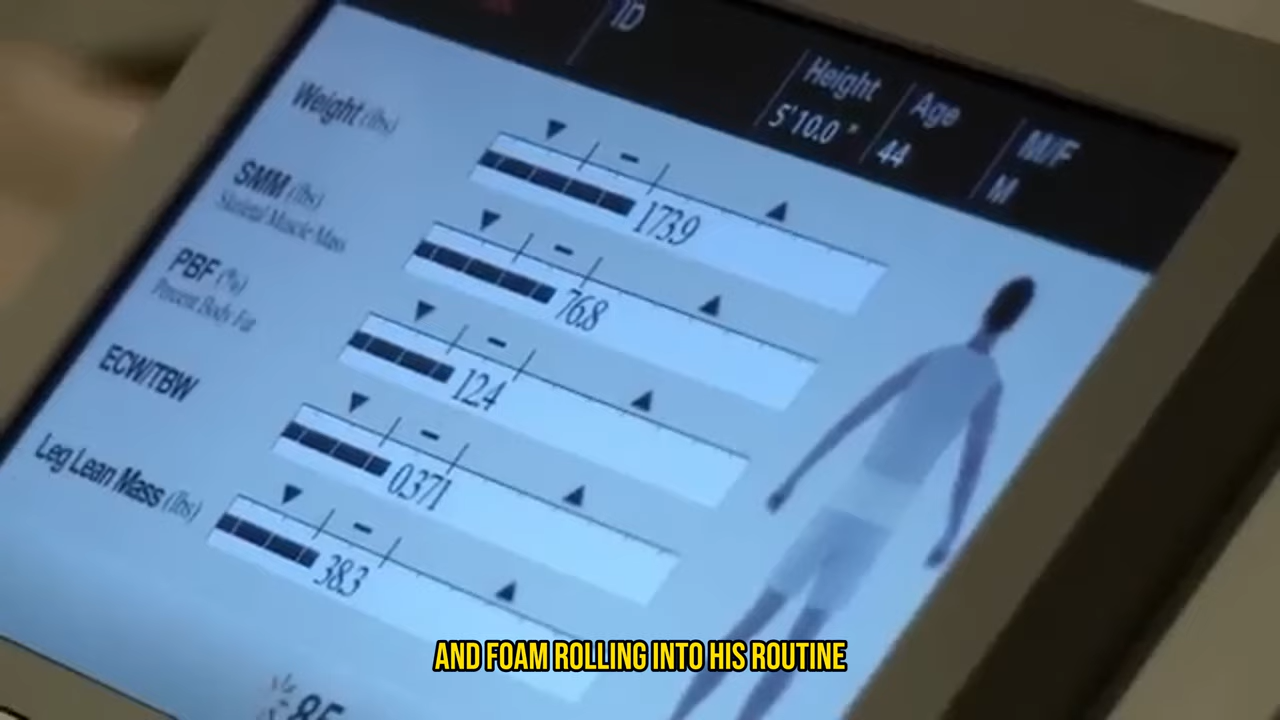 ID
Height
5'10.0 "
Age
44
M/F
M
Weight (lbs)
173.9
SMM (lbs)
Skeletal Muscle Mass
76.8
PBF (%)
Percent Body Fat
12.4
ECW/TBW
0.371
Leg Lean Mass (lbs)
38.3
85
AND FOAM ROLLING INTO HIS ROUTINE